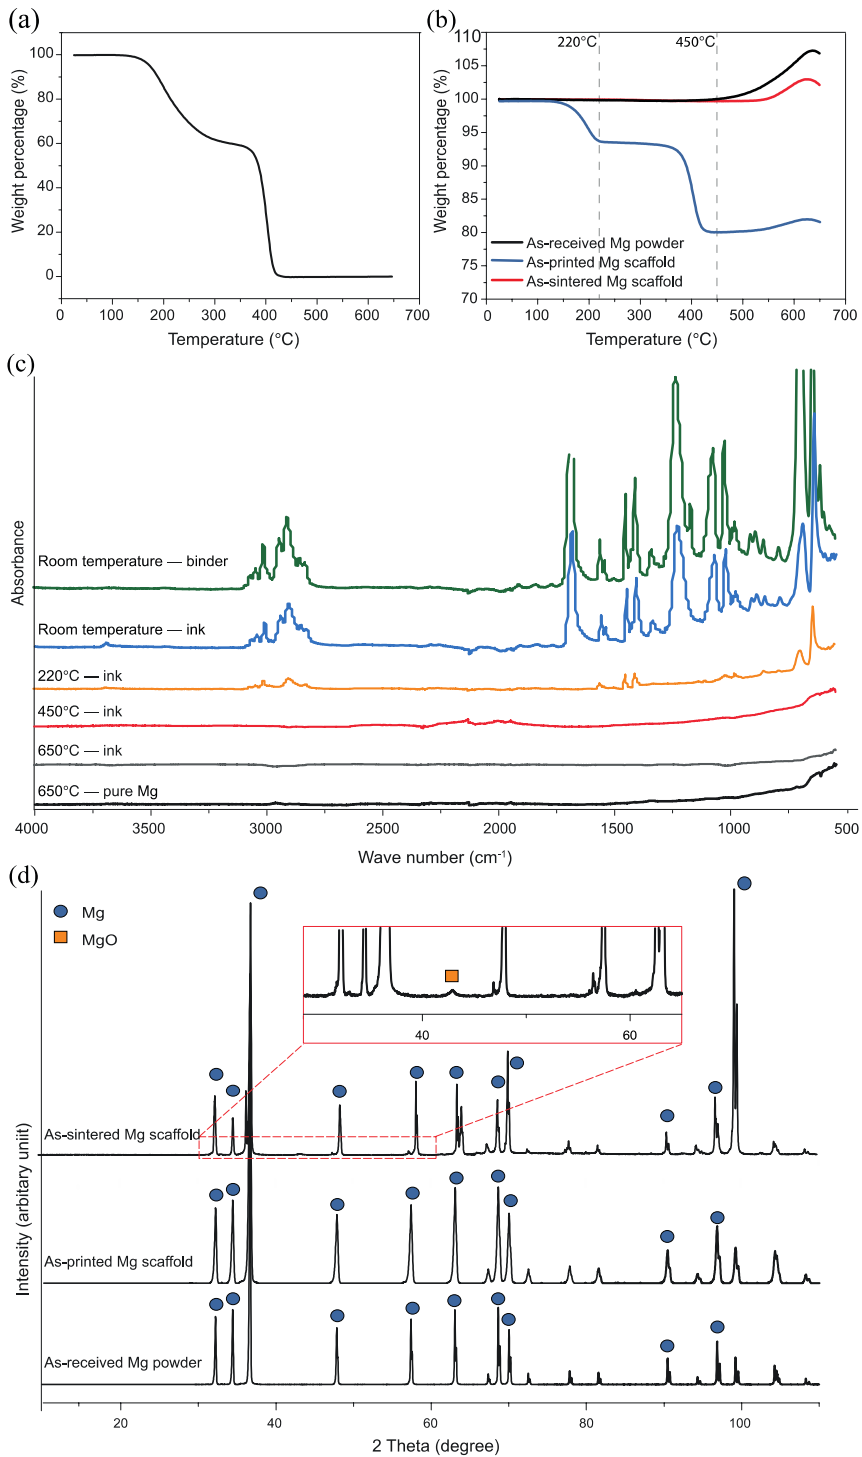 (a)
100
80
60
40
20
0
Weight percentage (%)
0 100 200 300 400 500 600 700
Temperature (°C)
(b)
220°C
450°C
110
105
100
95
90
85
80
75
70
Weight percentage (%)
As-received Mg powder
As-printed Mg scaffold
As-sintered Mg scaffold
0 100 200 300 400 500 600 700
Temperature (°C)
(c)
Absorbance
Room temperature — binder
Room temperature — ink
220°C — ink
450°C — ink
650°C — ink
650°C — pure Mg
4000 3500 3000 2500 2000 1500 1000 500
Wave number (cm⁻¹)
(d)
Mg
MgO
40 60
As-sintered Mg scaffold
As-printed Mg scaffold
As-received Mg powder
Intensity (arbitary uniit)
20 40 60 80 100
2 Theta (degree)